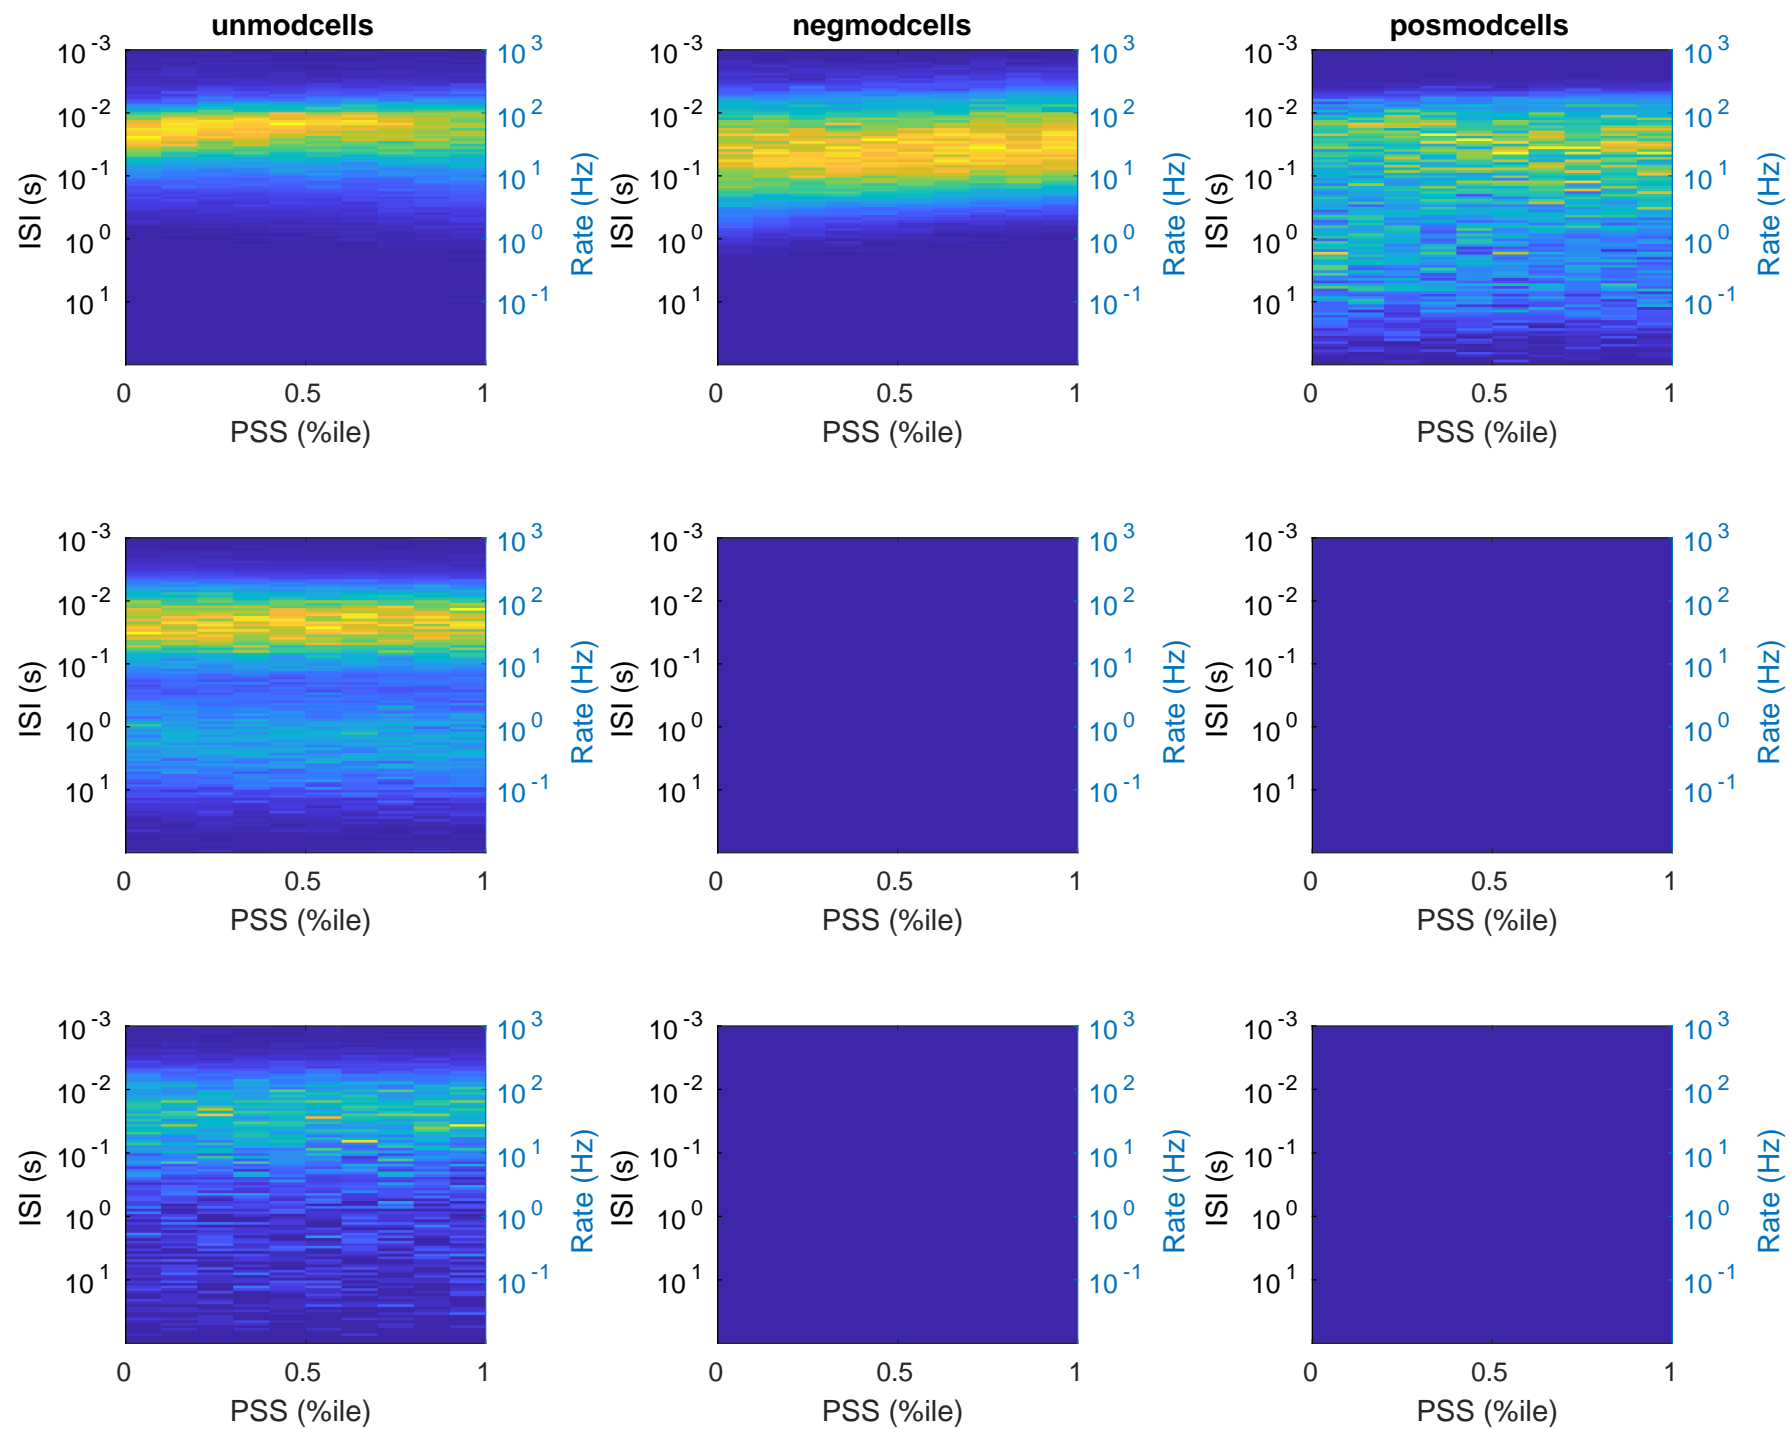 unmodcells negmodcells posmodcells
10^-3 10^3 10^-3 10^3 10^-3 10^3
10^-2 10^2 10^-2 10^2 10^-2 10^2
10^-1 10^1 10^-1 10^1 10^-1 10^1
10^0 10^0 10^0 10^0 10^0 10^0
10^1 10^-1 10^1 10^-1 10^1 10^-1
ISI (s) Rate (Hz) ISI (s) Rate (Hz) ISI (s) Rate (Hz)
0 0.5 1 0 0.5 1 0 0.5 1
PSS (%ile) PSS (%ile) PSS (%ile)
10^-3 10^3 10^-3 10^3 10^-3 10^3
10^-2 10^2 10^-2 10^2 10^-2 10^2
10^-1 10^1 10^-1 10^1 10^-1 10^1
10^0 10^0 10^0 10^0 10^0 10^0
10^1 10^-1 10^1 10^-1 10^1 10^-1
ISI (s) Rate (Hz) ISI (s) Rate (Hz) ISI (s) Rate (Hz)
0 0.5 1 0 0.5 1 0 0.5 1
PSS (%ile) PSS (%ile) PSS (%ile)
10^-3 10^3 10^-3 10^3 10^-3 10^3
10^-2 10^2 10^-2 10^2 10^-2 10^2
10^-1 10^1 10^-1 10^1 10^-1 10^1
10^0 10^0 10^0 10^0 10^0 10^0
10^1 10^-1 10^1 10^-1 10^1 10^-1
ISI (s) Rate (Hz) ISI (s) Rate (Hz) ISI (s) Rate (Hz)
0 0.5 1 0 0.5 1 0 0.5 1
PSS (%ile) PSS (%ile) PSS (%ile)